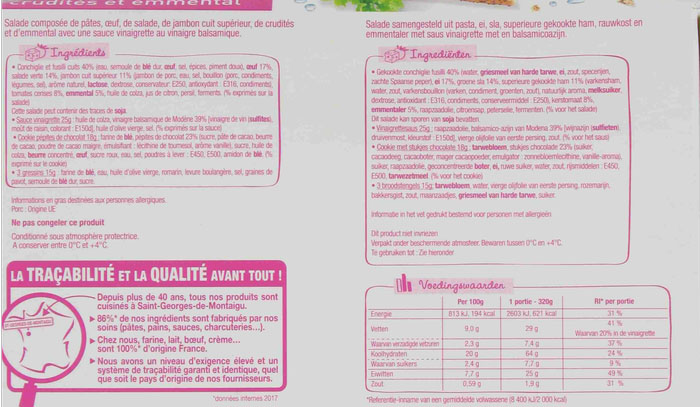 crudités et emmental
Salade composée de pâtes, œuf, de salade, de jambon cuit supérieur, de crudités
et d'emmental avec une sauce vinaigrette au vinaigre balsamique.
Ingrédients
• Conchiglie et fusilli cuits 40% (eau, semoule de blé dur, œuf, sel, épices, piment doux), œuf 17%,
salade verte 14%, jambon cuit supérieur 11% (jambon de porc, eau, sel, bouillon (porc, condiments,
légumes, sel), arôme naturel, lactose, dextrose, conservateur: E250, antioxydant : E316, condiments),
tomates cerises 8%, emmental 5%, huile de colza, jus de citron, persil, ferments. (% exprimés sur la
salade)
Cette salade peut contenir des traces de soja.
• Sauce vinaigrette 25g : huile de colza, vinaigre balsamique de Modène 39% [vinaigre de vin (sulfites),
moût de raisin, colorant : E150d], huile d'olive vierge, sel. (% exprimés sur la sauce)
• Cookie pépites de chocolat 18g : farine de blé, pépites de chocolat 23% (sucre, pâte de cacao, beurre
de cacao, poudre de cacao maigre, émulsifiant : lécithine de tournesol, arôme vanille), sucre, huile de
colza, beurre concentré, œuf, sucre roux, eau, sel, poudres à lever : E450, E500, amidon de blé. (%
exprimé sur le cookie)
• 3 gressins 15g : farine de blé, eau, huile d'olive vierge, romarin, levure boulangère, sel, graines de
pavot, semoule de blé dur, sucre.
Informations en gras destinées aux personnes allergiques.
Porc : Origine UE
Ne pas congeler ce produit
Conditionné sous atmosphère protectrice.
A conserver entre 0°C et +4°C.
LA TRAÇABILITÉ ET LA QUALITÉ AVANT TOUT !
Depuis plus de 40 ans, tous nos produits sont
cuisinés à Saint-Georges-de-Montaigu.
86%* de nos ingrédients sont fabriqués par nos
soins (pâtes, pains, sauces, charcuteries...).
Chez nous, farine, lait, bœuf, crème...
sont 100%* d'origine France.
Nous avons un niveau d'exigence élevé et un
système de traçabilité garanti et identique, quel
que soit le pays d'origine de nos fournisseurs.
ST-GEORGES-DE-MONTAIGU
*données internes 2017
Salade samengesteld uit pasta, ei, sla, superieure gekookte ham, rauwkost en
emmentaler met saus vinaigrette met en balsamicoazijn.
Ingrediënten
• Gekookte conchiglie fusilli 40% (water, griesmeel van harde tarwe, ei, zout, specerijen,
zachte Spaanse peper), ei 17%, groene sla 14%, superieure gekookte ham 11% (varkensham,
water, zout, varkensbouillon (varken, condiment, groenten, zout), natuurlijk aroma, melksuiker,
dextrose, antioxidant : E316, condiments, conserveermiddel : E250), kerstomaat 8%,
emmentaler 5%, raapzaadolie, citroensap, peterselie, fermenten. (% voor het salade)
Dit salade kan sporen van soja bevatten.
• Vinaigrettesaus 25g : raapzaadolie, balsamico-azijn van Modena 39% [wijnazijn (sulfieten),
druivenmost, kleurstof : E150d], vierge olijfolie van eerste persing, zout. (% voor het saus)
• Cookie met stukjes chocolade 18g : tarwebloem, stukjes chocolade 23% (suiker,
cacaodeeg, cacaoboter, mager cacaopoeder, emulgator : zonnebloemlecithine, vanille-aroma),
suiker, raapzaadolie, geconcentreerde boter, ei, ruwe suiker, water, zout, rijsmiddelen : E450,
E500, tarwezetmeel (% voor het cookie)
• 3 broodstengels 15g: tarwebloem, water, vierge olijfolie van eerste persing, rozemarijn,
bakkersgist, zout, maanzaadjes, griesmeel van harde tarwe, suiker.
Informatie in het vet gedrukt bestemd voor personen met allergieën
Dit product niet invriezen
Verpakt onder beschermende atmosfeer. Bewaren tussen 0°C en +4°C.
Te gebruiken tot : Zie hieronder
Voedingswaarden
Per 100g 1 portie - 320g RI* per portie
Energie 813 kJ, 194 kcal 2603 kJ, 621 kcal 31 %
Vetten 9,0 g 29 g 41 %
Waarvan 20% in de vinaigrette
Waarvan verzadigde vetzuren 2,3 g 7,4 g 37 %
Koolhydraten 20 g 64 g 24 %
Waarvan suikers 2,4 g 7,7 g 9 %
Eiwitten 7,7 g 25 g 49 %
Zout 0,59 g 1,9 g 31 %
*Referentie-inname van een gemiddelde volwassene (8 400 kJ/2 000 kcal)